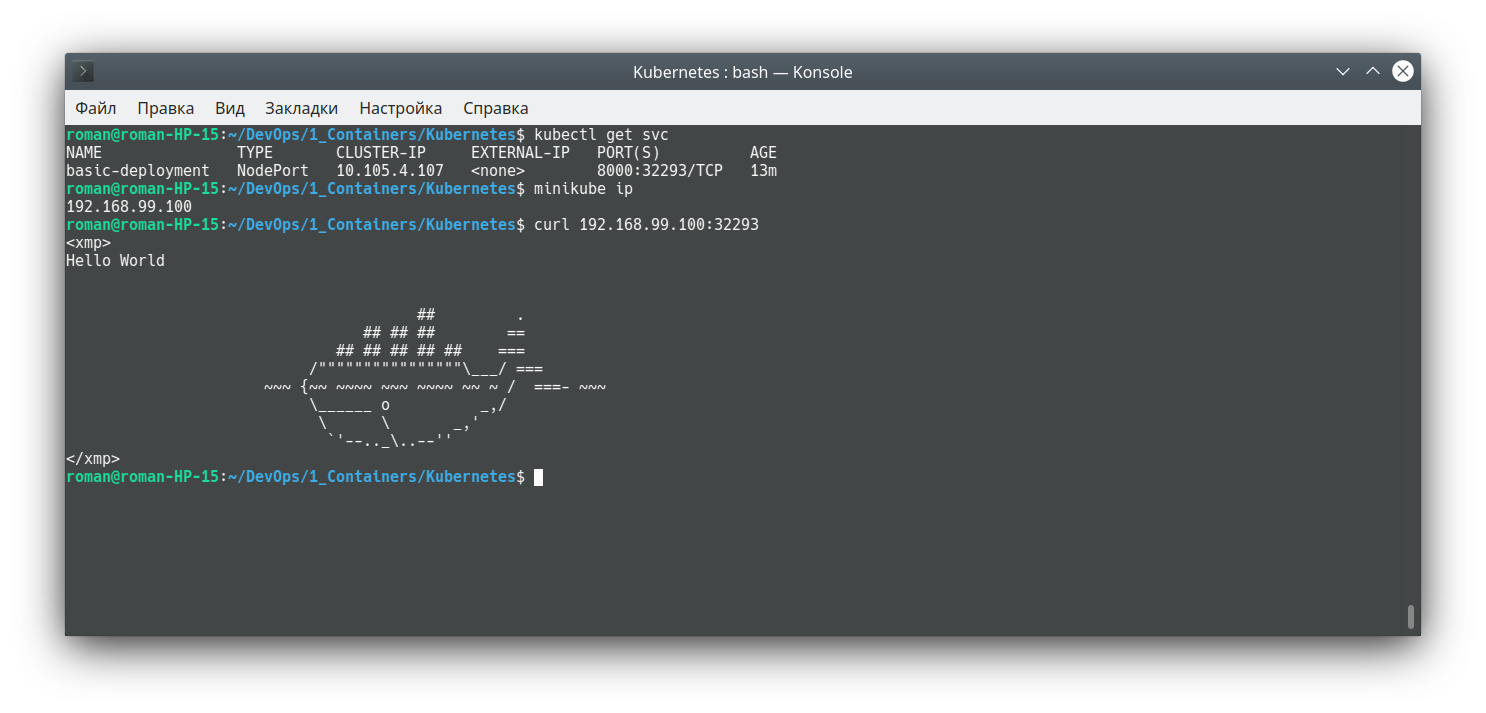 Kubernetes : bash — Konsole
Файл Правка Вид Закладки Настройка Справка
roman@roman-HP-15:~/DevOps/1_Containers/Kubernetes$ kubectl get svc
NAME               TYPE       CLUSTER-IP     EXTERNAL-IP   PORT(S)          AGE
basic-deployment   NodePort   10.105.4.107   <none>        8000:32293/TCP   13m
roman@roman-HP-15:~/DevOps/1_Containers/Kubernetes$ minikube ip
192.168.99.100
roman@roman-HP-15:~/DevOps/1_Containers/Kubernetes$ curl 192.168.99.100:32293
<xmp>
Hello World


                                       ##         .
                                 ## ## ##        ==
                              ## ## ## ## ##    ===
                           /""""""""""""""""\___/ ===
                      ~~~ {~~ ~~~~ ~~~ ~~~~ ~~ ~ /  ===- ~~~
                           \______ o          _,/
                            \      \       _,'
                             `'--.._\..--''
</xmp>
roman@roman-HP-15:~/DevOps/1_Containers/Kubernetes$